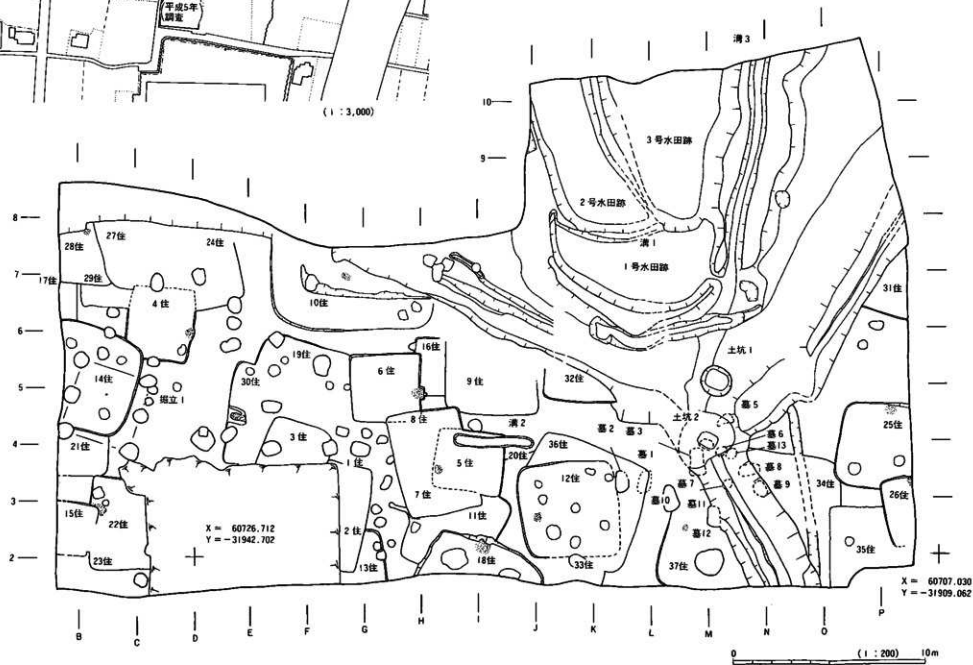 平成5年
調査
(1:3,000)
溝3
10
3号水田跡
9
2号水田跡
8
27住
28住
24住
溝1
7
17住
29住
1号水田跡
31住
4住
10住
6
16住
土坑1
19住
14住
30住
6住
9住
32住
5
掘立1
墓5
8住
溝2
土坑2
25住
4
21住
3住
1住
36住
墓2
墓3
墓6
墓13
20住
5住
墓1
12住
墓8
7住
墓7
墓9
34住
26住
3
15住
22住
2住
11住
墓10
墓11
X = 60726.712
Y = -31942.702
墓12
35住
2
23住
13住
18住
33住
37住
X = 60707.030
Y = -31909.062
B C D E F G H I J K L M N O P
0 (1:200) 10m